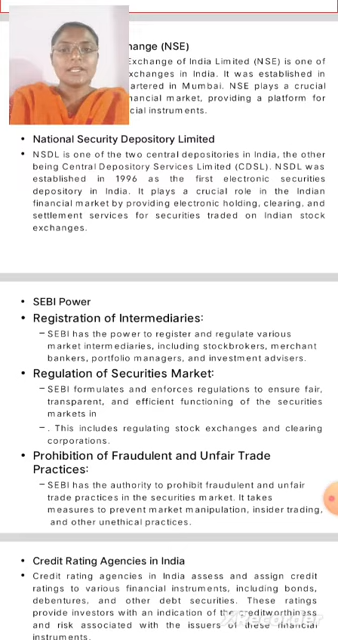 hange (NSE)
Exchange of India Limited (NSE) is one of
xchanges in India. It was established in
artered in Mumbai. NSE plays a crucial
nancial market, providing a platform for
cial instruments.
• National Security Depository Limited
• NSDL is one of the two central depositories in India, the other
being Central Depository Services Limited (CDSL). NSDL was
established in 1996 as the first electronic securities
depository in India. It plays a crucial role in the Indian
financial market by providing electronic holding, clearing, and
settlement services for securities traded on Indian stock
exchanges.
• SEBI Power
• Registration of Intermediaries:
– SEBI has the power to register and regulate various
market intermediaries, including stockbrokers, merchant
bankers, portfolio managers, and investment advisers.
• Regulation of Securities Market:
– SEBI formulates and enforces regulations to ensure fair,
transparent, and efficient functioning of the securities
markets in
– . This includes regulating stock exchanges and clearing
corporations.
• Prohibition of Fraudulent and Unfair Trade
Practices:
– SEBI has the authority to prohibit fraudulent and unfair
trade practices in the securities market. It takes
measures to prevent market manipulation, insider trading,
and other unethical practices.
• Credit Rating Agencies in India
• Credit rating agencies in India assess and assign credit
ratings to various financial instruments, including bonds,
debentures, and other debt securities. These ratings
provide investors with an indication of the creditworthiness
and risk associated with the issuers of these financial
instruments.
XRecorder